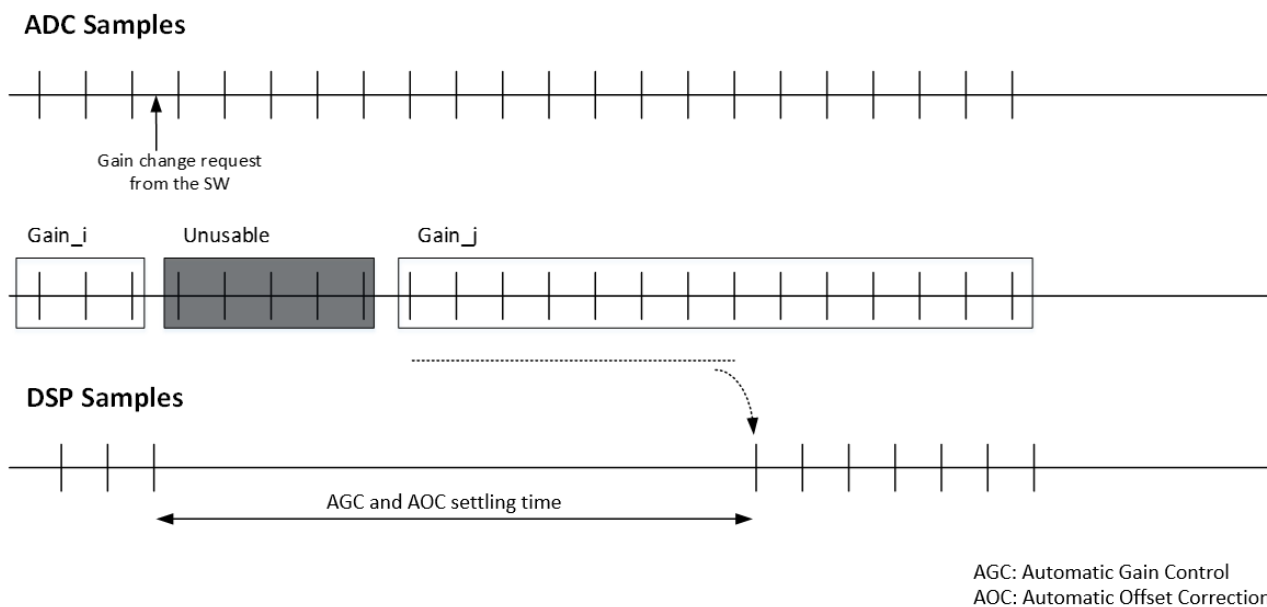 ADC Samples
Gain change request
from the SW
Gain_i
Unusable
Gain_j
DSP Samples
AGC and AOC settling time
AGC: Automatic Gain Control
AOC: Automatic Offset Correction